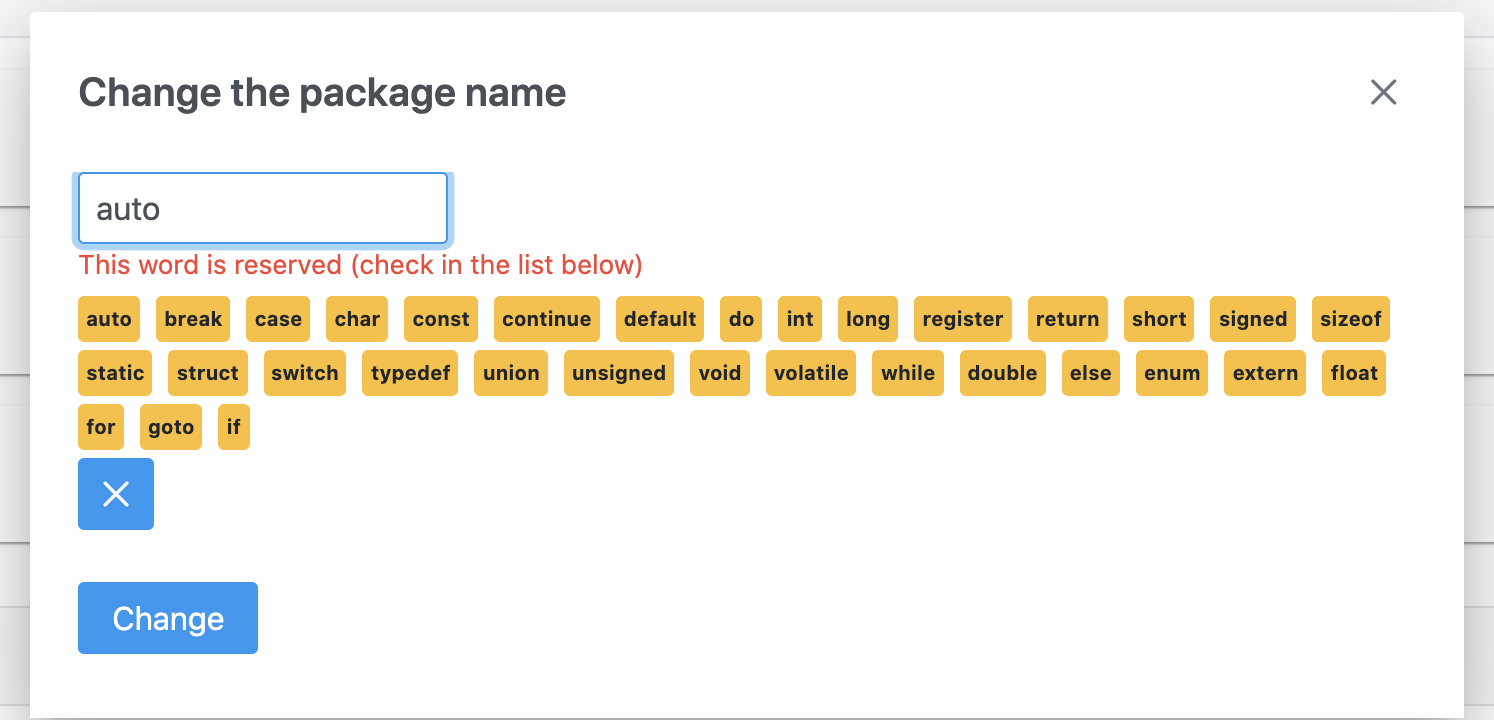 Change the package name
auto
This word is reserved (check in the list below)
auto break case char const continue default do int long register return short signed sizeof
static struct switch typedef union unsigned void volatile while double else enum extern float
for goto if
Change